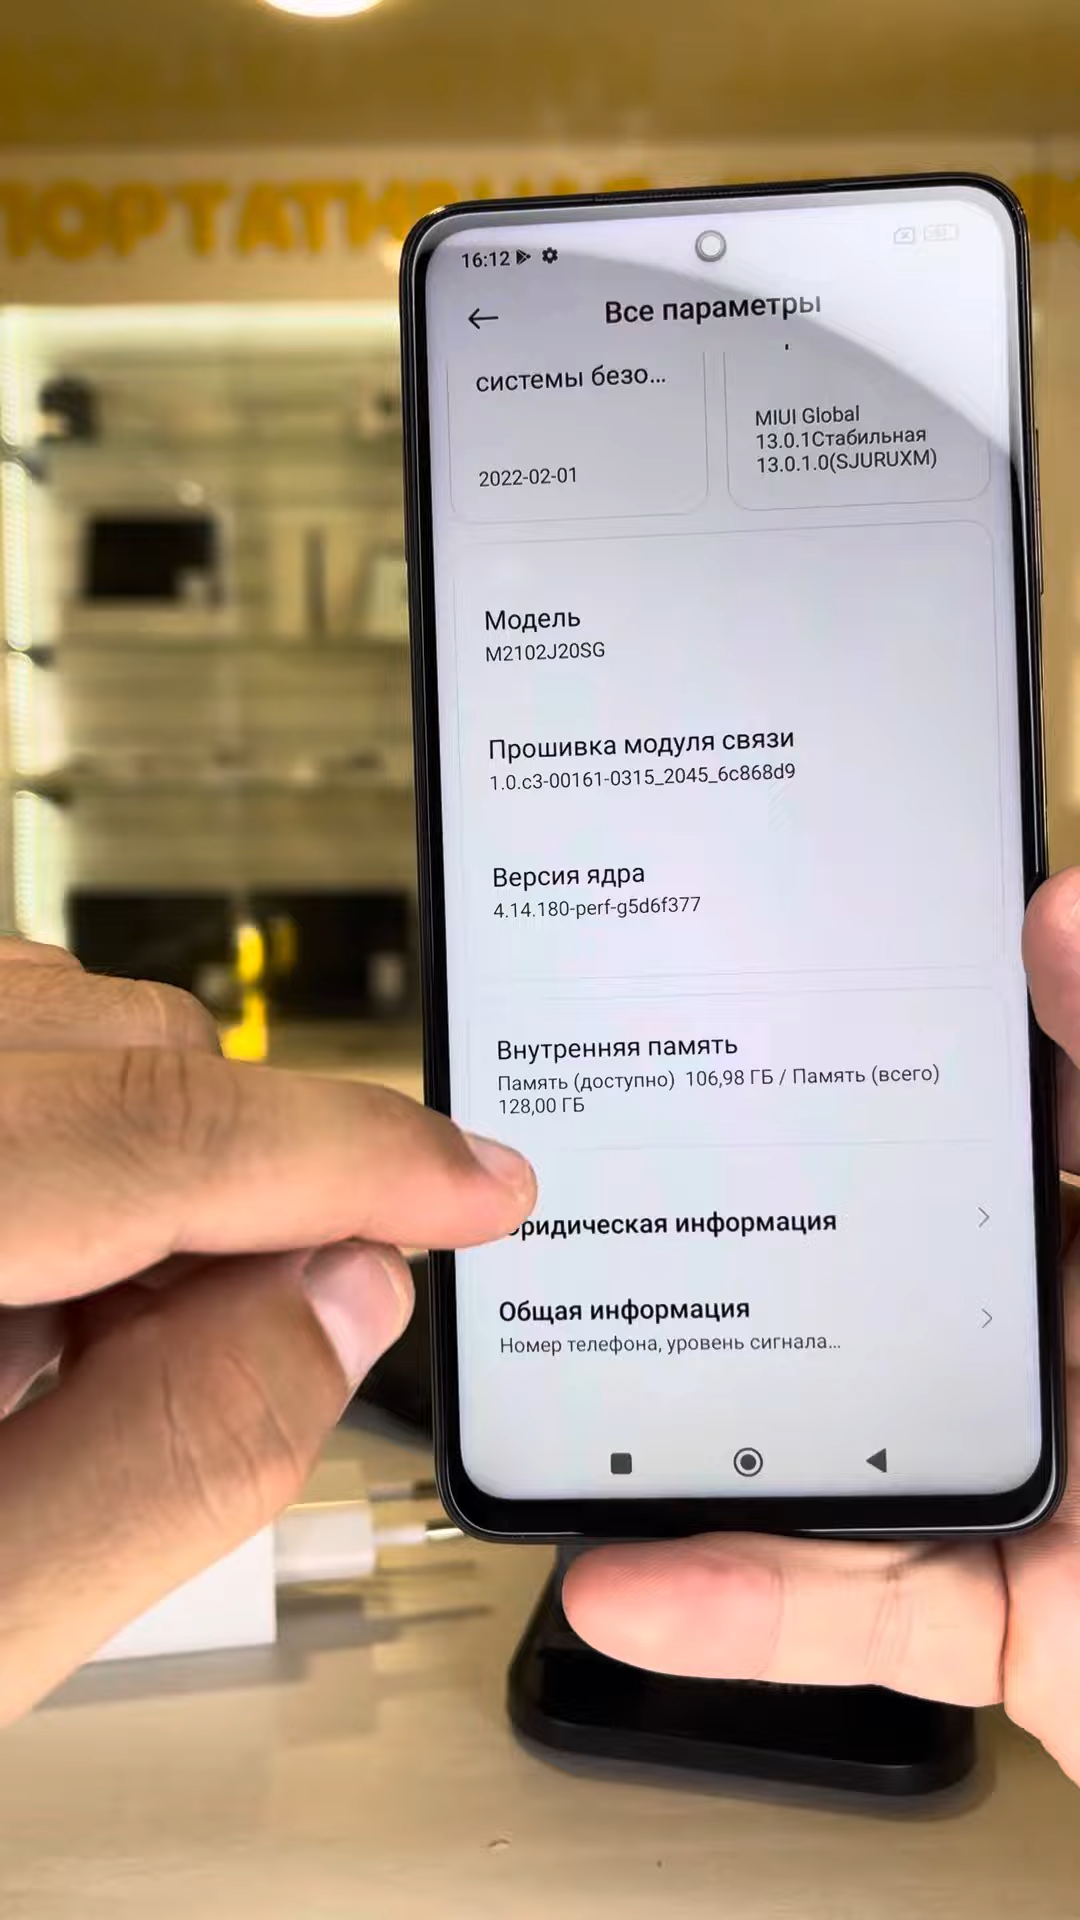 ПОРТАТИВНАЯ
16:12
Все параметры
системы безо...
2022-02-01
MIUI Global
13.0.1Стабильная
13.0.1.0(SJURUXM)
Модель
M2102J20SG
Прошивка модуля связи
1.0.c3-00161-0315_2045_6c868d9
Версия ядра
4.14.180-perf-g5d6f377
Внутренняя память
Память (доступно) 106,98 ГБ / Память (всего)
128,00 ГБ
ридическая информация
Общая информация
Номер телефона, уровень сигнала...